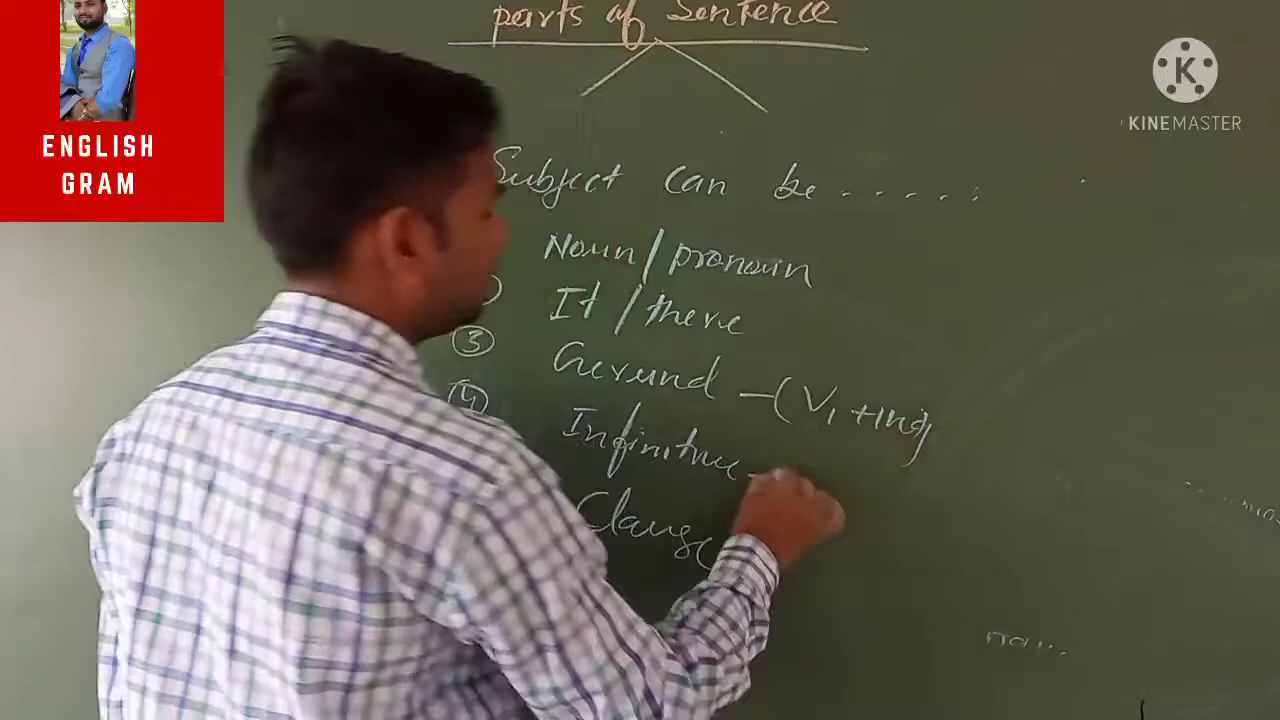 parts of Sentence
ENGLISH
GRAM
KINEMASTER
Subject can be . . . . . :
Noun / pronoun
It / there
③ Gerund - ( V1 + ing)
④ Infinitive -
Clause